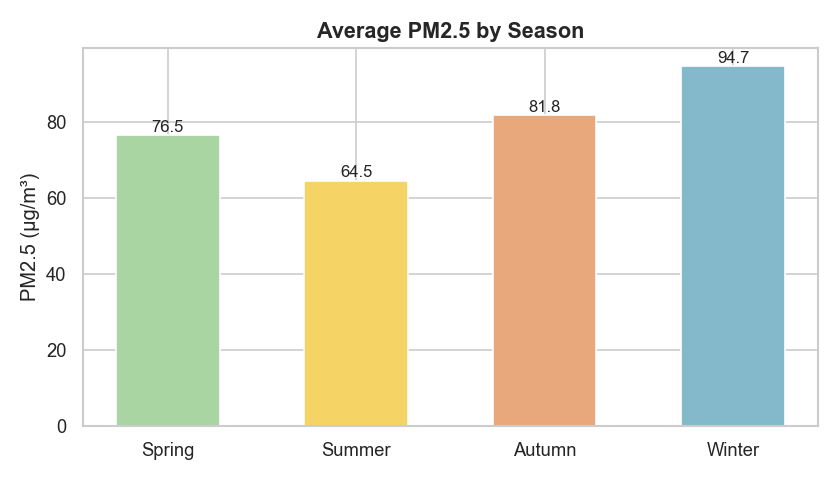 Average PM2.5 by Season
PM2.5 (µg/m³)
80
60
40
20
0
76.5
64.5
81.8
94.7
Spring
Summer
Autumn
Winter